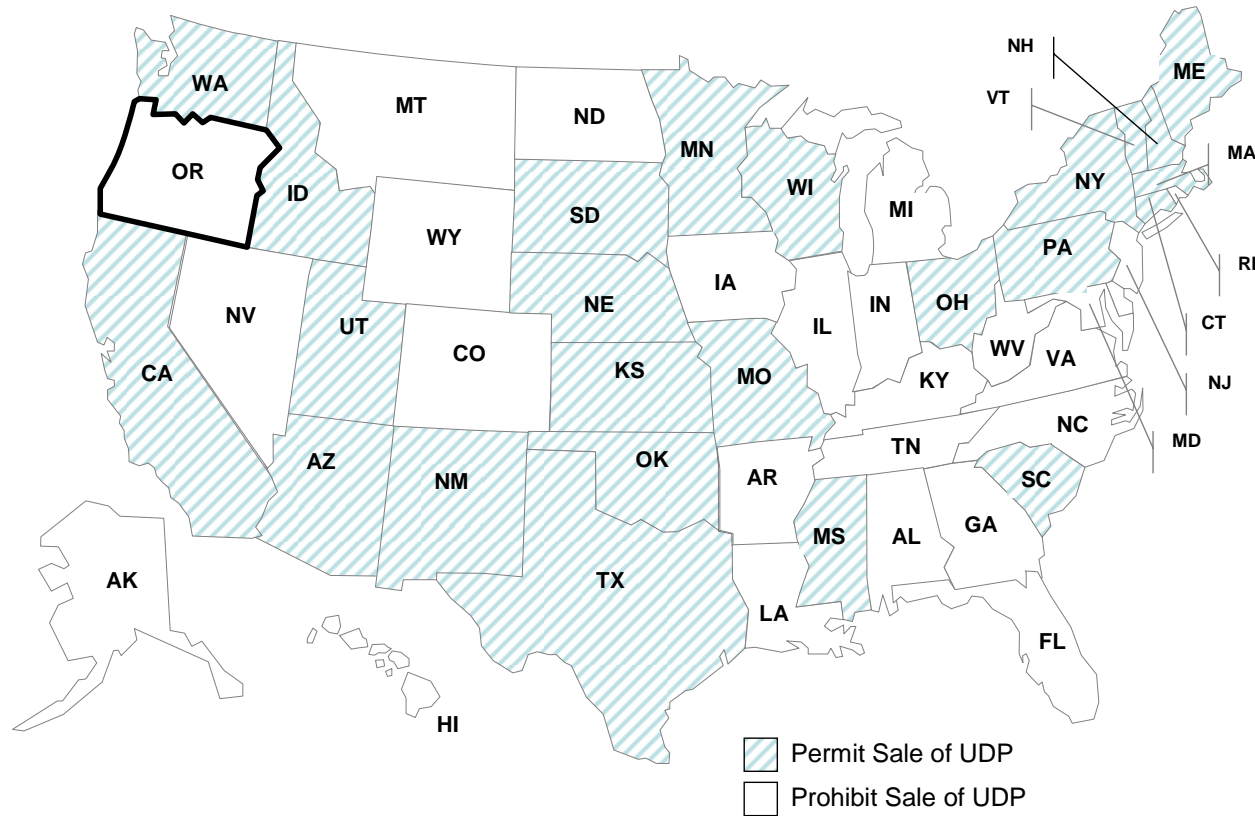 NH
ME
WA
VT
MT
ND
MN
MA
OR
ID
WI
NY
SD
MI
WY
PA
RI
IA
NE
OH
NV
IN
IL
UT
CT
CO
WV
VA
CA
KS
MO
KY
NJ
NC
MD
TN
AZ
OK
NM
AR
SC
GA
MS
AL
AK
TX
LA
FL
HI
Permit Sale of UDP
Prohibit Sale of UDP